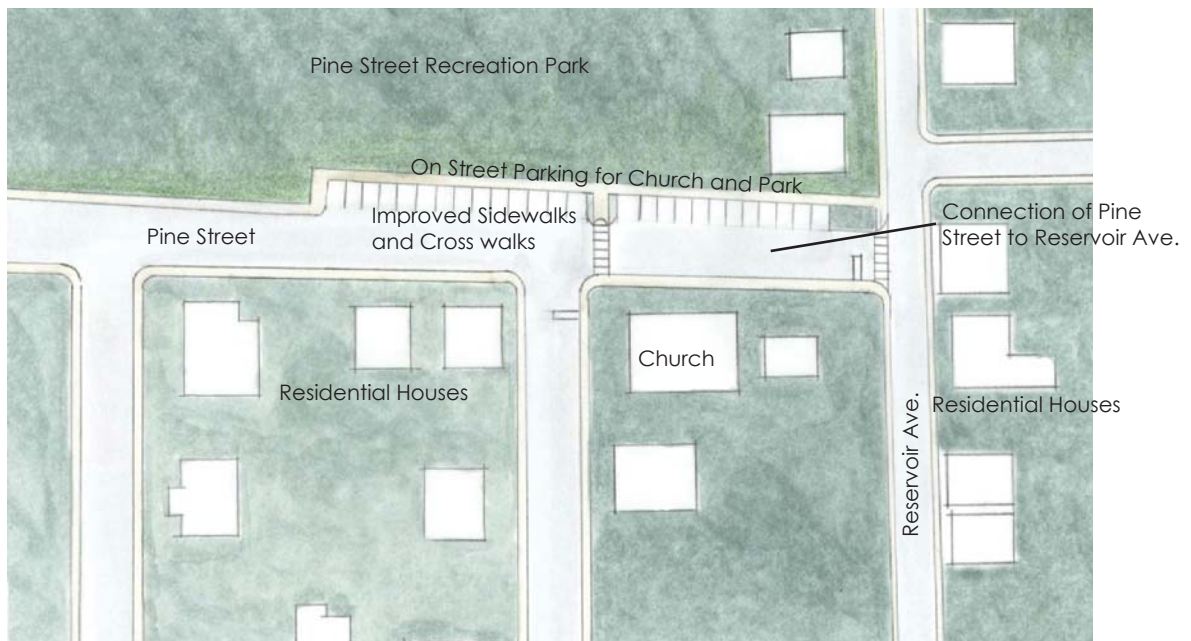 Pine Street Recreation Park
On Street Parking for Church and Park
Improved Sidewalks
and Cross walks
Pine Street
Connection of Pine
Street to Reservoir Ave.
Church
Residential Houses
Reservoir Ave.
Residential Houses